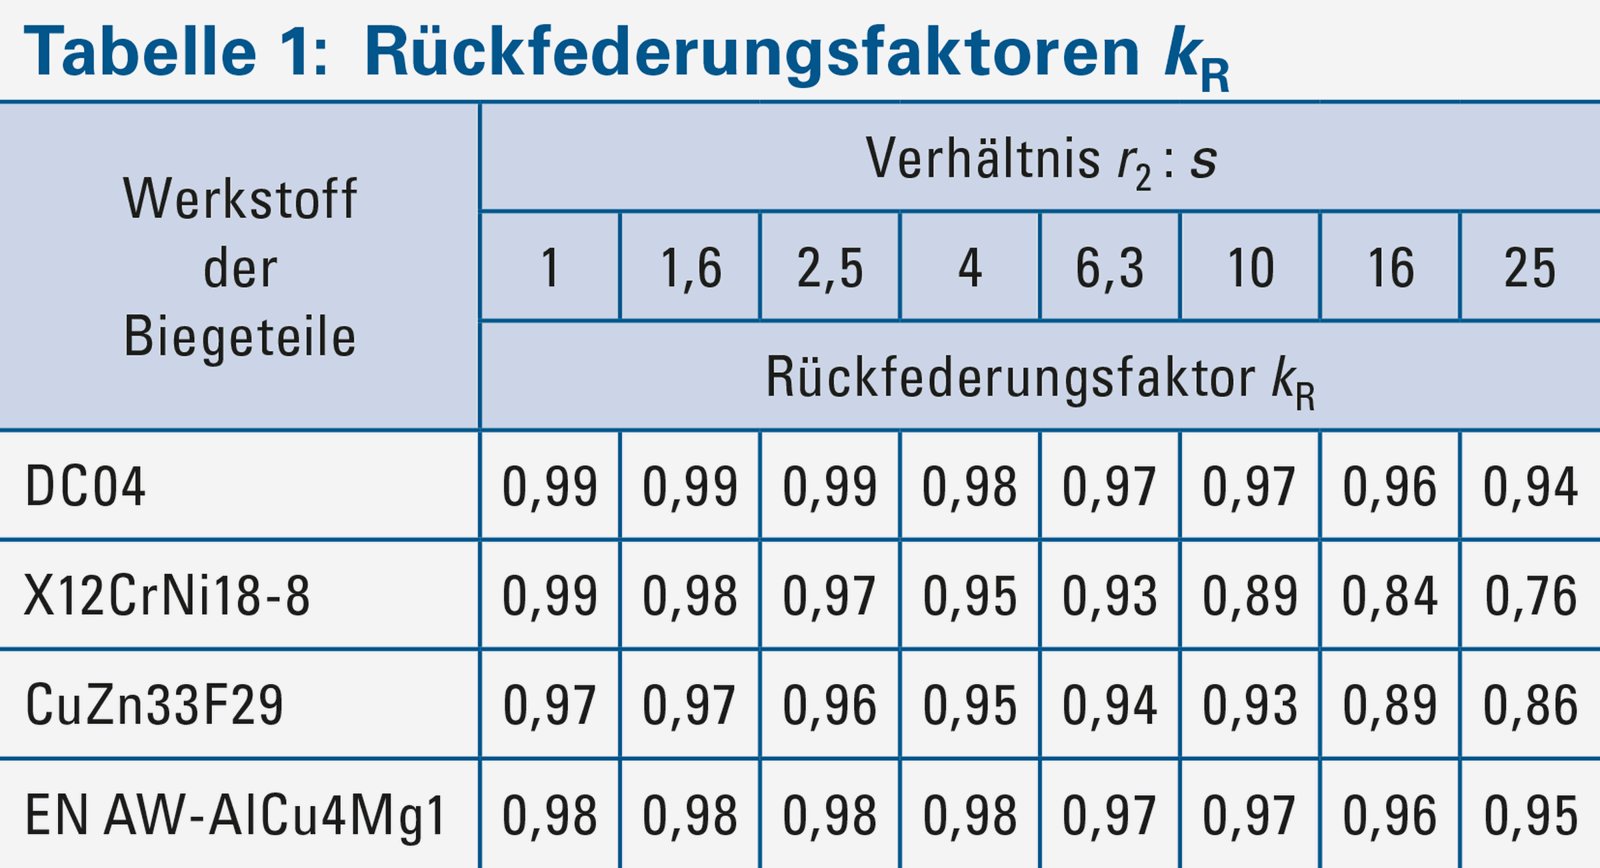 Tabelle 1: Rückfederungsfaktoren kR
Werkstoff
der
Biegeteile
Verhältnis r2 : s
1 1,6 2,5 4 6,3 10 16 25
Rückfederungsfaktor kR
DC04 0,99 0,99 0,99 0,98 0,97 0,97 0,96 0,94
X12CrNi18-8 0,99 0,98 0,97 0,95 0,93 0,89 0,84 0,76
CuZn33F29 0,97 0,97 0,96 0,95 0,94 0,93 0,89 0,86
EN AW-AlCu4Mg1 0,98 0,98 0,98 0,98 0,97 0,97 0,96 0,95